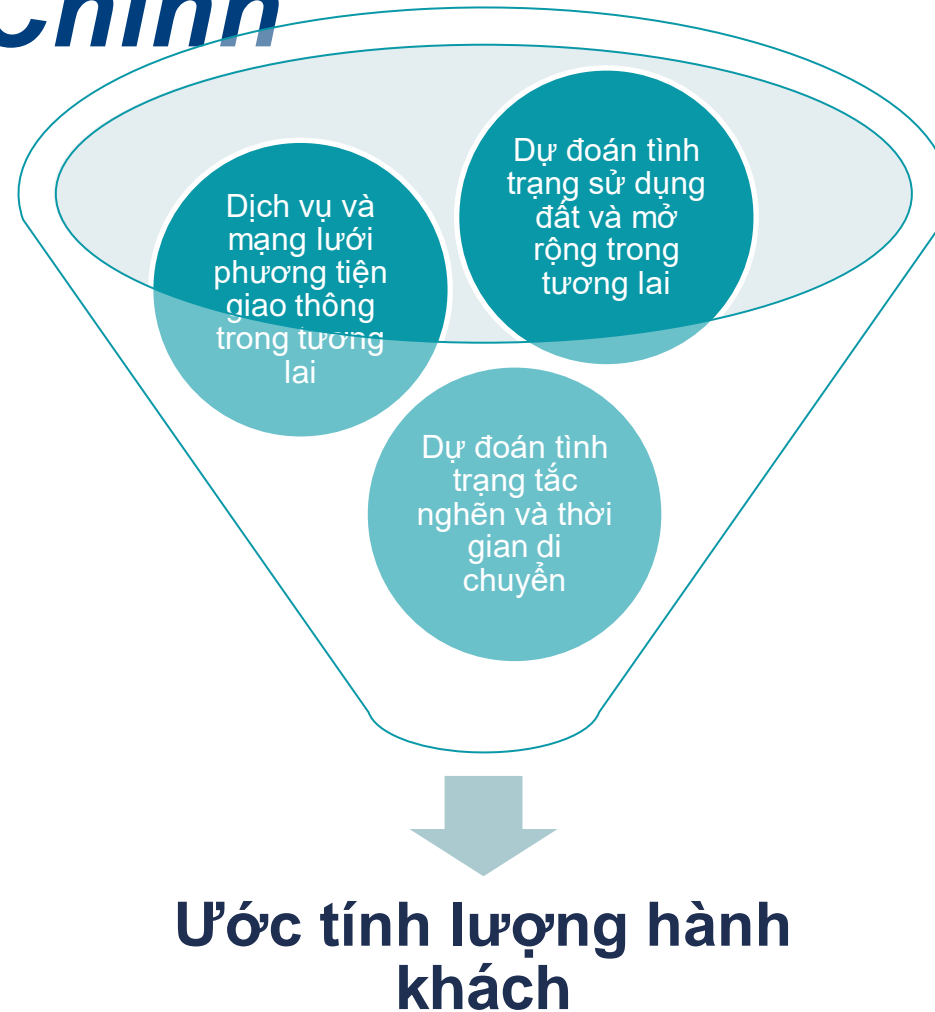 Chính
Dự đoán tình
trạng sử dụng
đất và mở
rộng trong
tương lai
Dịch vụ và
mạng lưới
phương tiện
giao thông
trong tương
lai
Dự đoán tình
trạng tắc
nghẽn và thời
gian di
chuyển
Ước tính lượng hành
khách